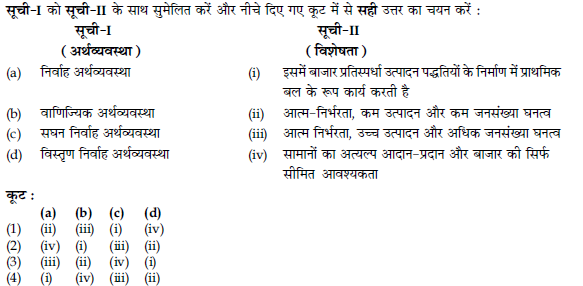 सूची-I को सूची-II के साथ सुमेलित करें और नीचे दिए गए कूट में से सही उत्तर का चयन करें :
सूची-I सूची-II
( अर्थव्यवस्था ) ( विशेषता )
(a) निर्वाह अर्थव्यवस्था (i) इसमें बाजार प्रतिस्पर्धा उत्पादन पद्धतियों के निर्माण में प्राथमिक
बल के रूप कार्य करती है
(b) वाणिज्यिक अर्थव्यवस्था (ii) आत्म-निर्भरता, कम उत्पादन और कम जनसंख्या घनत्व
(c) सघन निर्वाह अर्थव्यवस्था (iii) आत्म निर्भरता, उच्च उत्पादन और अधिक जनसंख्या घनत्व
(d) विस्तृण निर्वाह अर्थव्यवस्था (iv) सामानों का अत्यल्प आदान-प्रदान और बाजार की सिर्फ
सीमित आवश्यकता
कूट :
(a) (b) (c) (d)
(1) (ii) (iii) (i) (iv)
(2) (iv) (i) (iii) (ii)
(3) (iii) (ii) (iv) (i)
(4) (i) (iv) (iii) (ii)